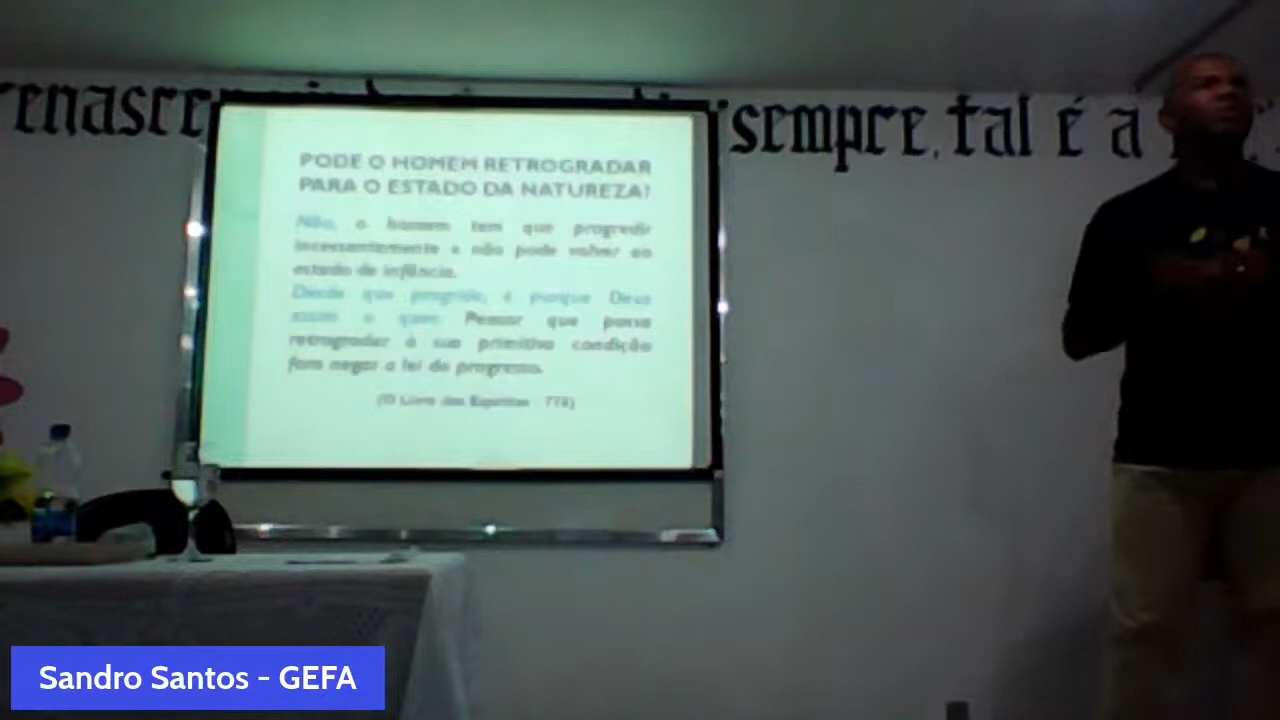 renascer
sempre, tal é a
PODE O HOMEM RETROGRADAR
PARA O ESTADO DA NATUREZA?
Não, o homem tem que progredir
incessantemente e não pode volver ao
estado de infância.
Desde que progride, é porque Deus
assim o quer. Pensar que possa
retrogradar à sua primitiva condição
fora negar a lei do progresso.
(O Livro dos Espíritos 778)
Sandro Santos - GEFA